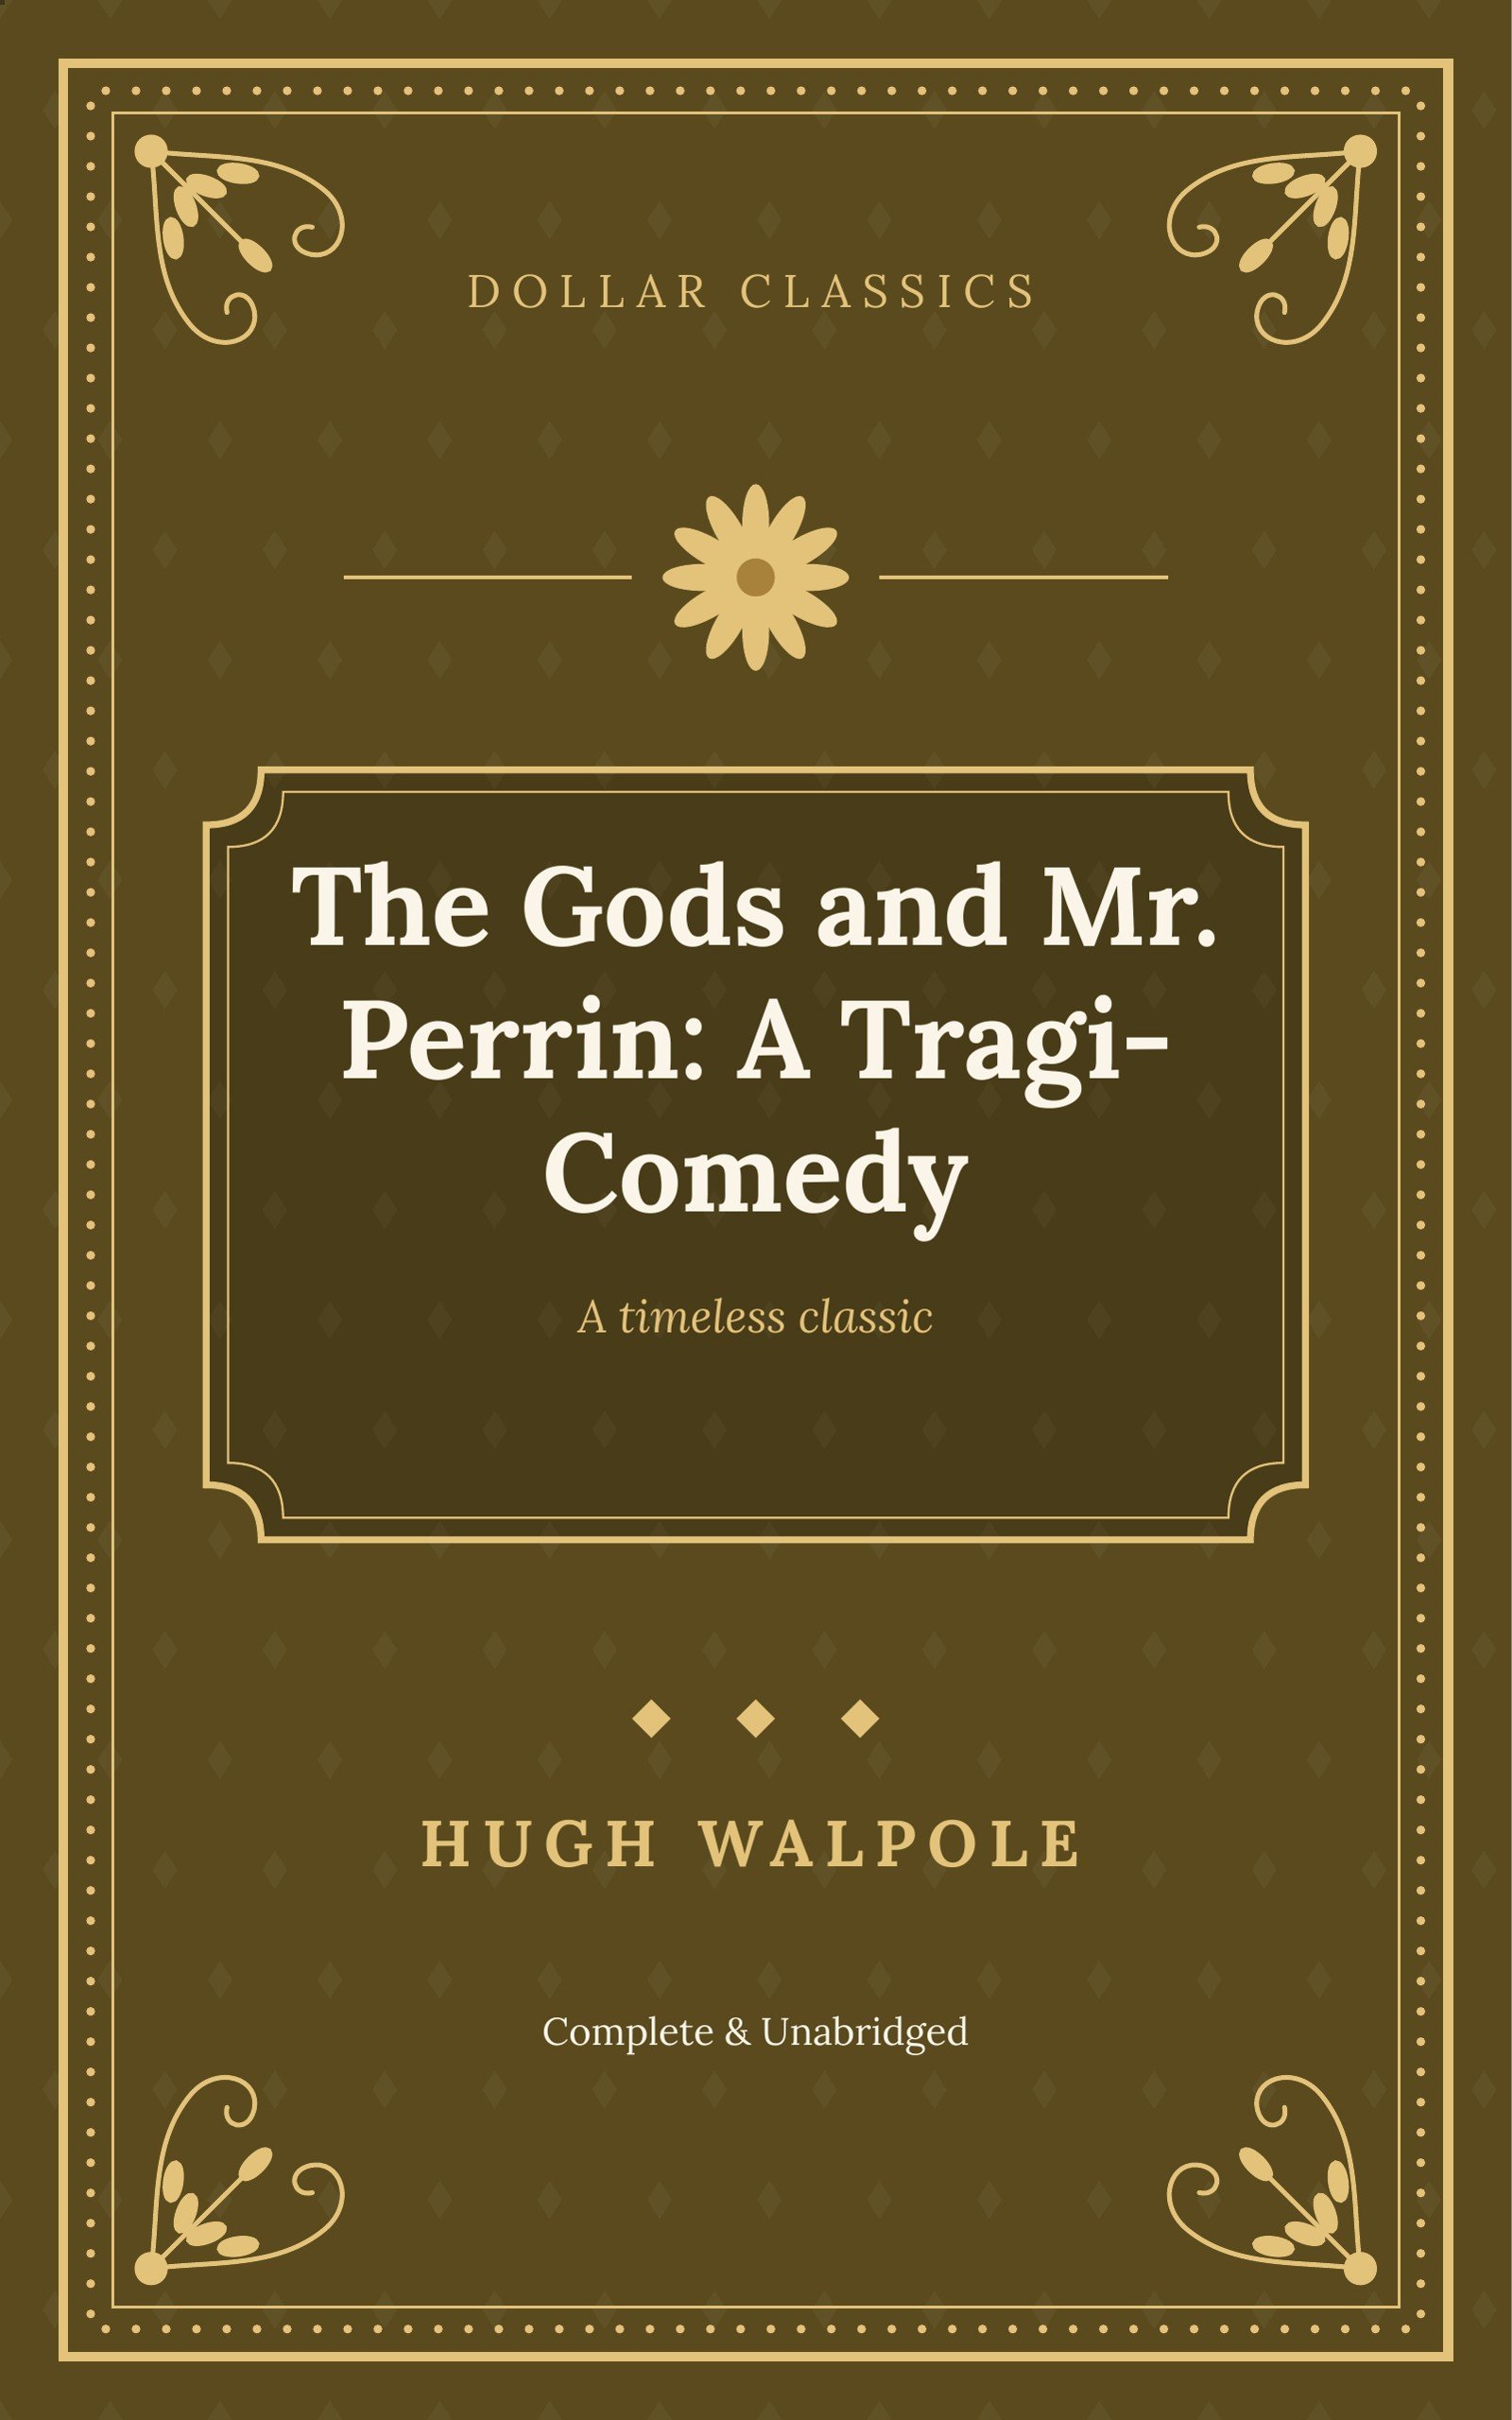 DOLLAR CLASSICS
The Gods and Mr.
Perrin: A Tragi-
Comedy
A timeless classic
HUGH WALPOLE
Complete & Unabridged